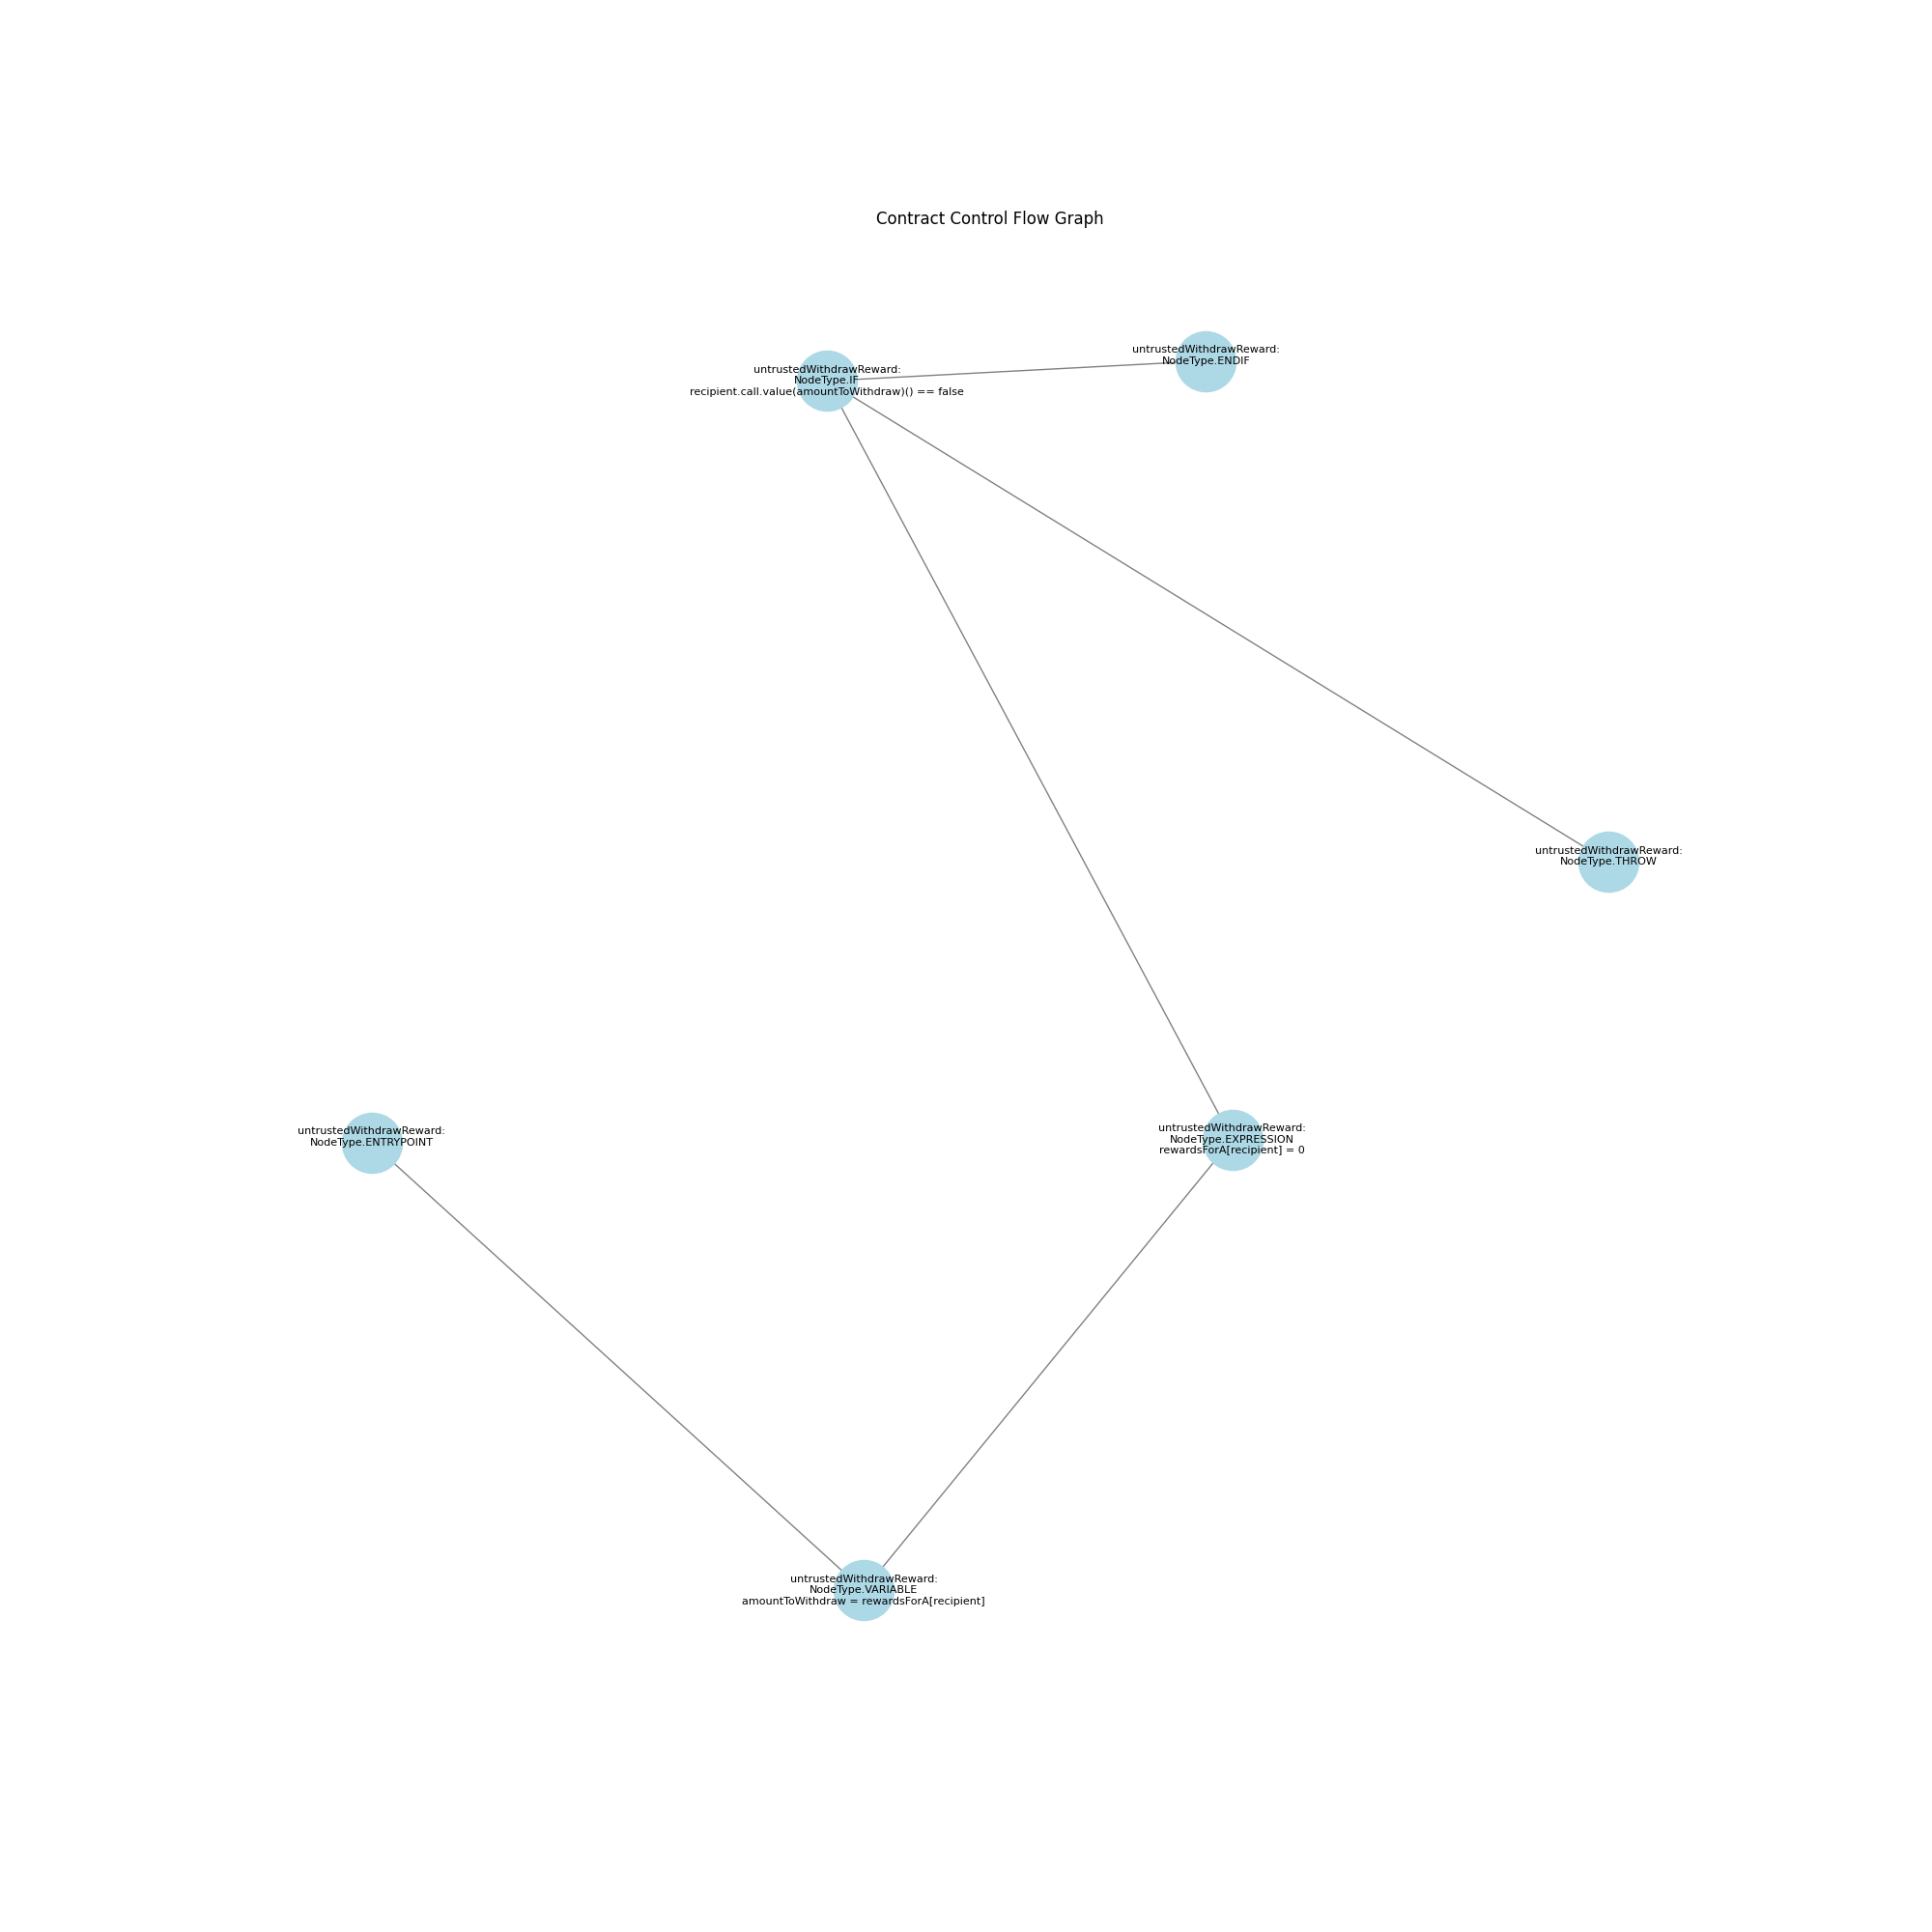 Contract Control Flow Graph
untrustedWithdrawReward:
NodeType.ENDIF
untrustedWithdrawReward:
NodeType.IF
recipient.call.value(amountToWithdraw)() == false
untrustedWithdrawReward:
NodeType.THROW
untrustedWithdrawReward:
NodeType.EXPRESSION
rewardsForA[recipient] = 0
untrustedWithdrawReward:
NodeType.ENTRYPOINT
untrustedWithdrawReward:
NodeType.VARIABLE
amountToWithdraw = rewardsForA[recipient]